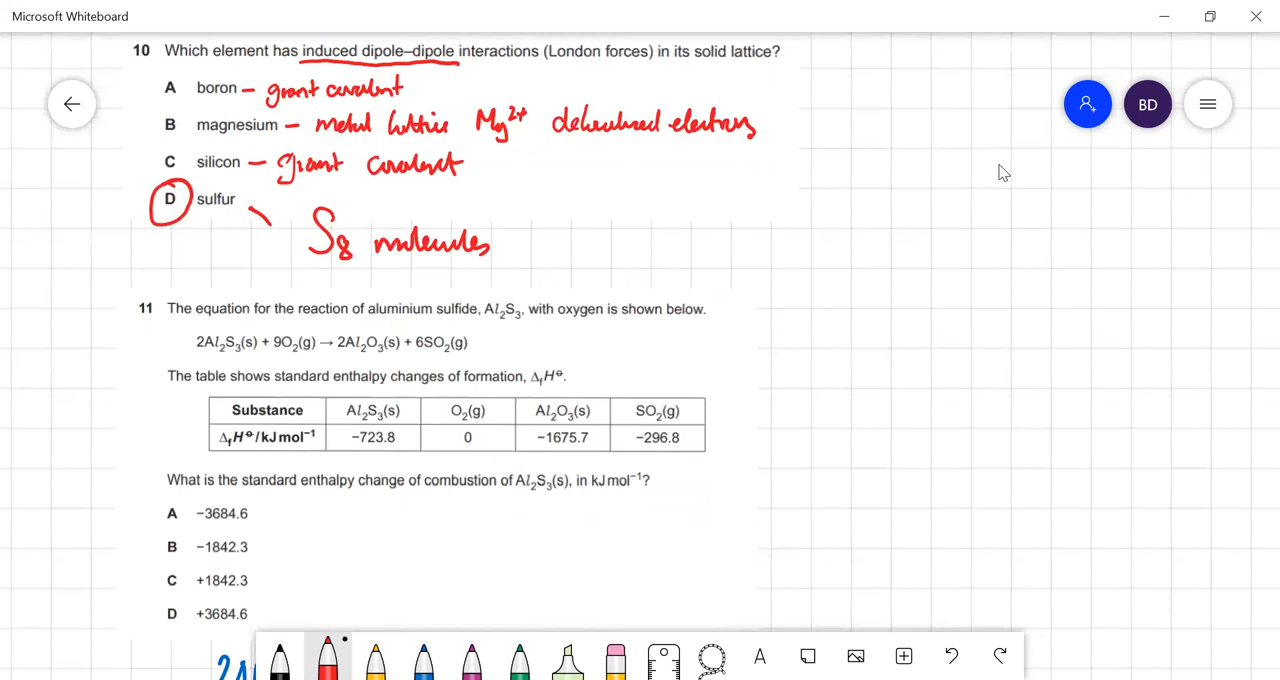 Microsoft Whiteboard
10 Which element has induced dipole–dipole interactions (London forces) in its solid lattice?
A boron – giant covalent
B magnesium – metal lattice Mg²⁺ delocalised electrons
C silicon – giant covalent
D sulfur
S₈ molecules
BD
11 The equation for the reaction of aluminium sulfide, Al₂S₃, with oxygen is shown below.
2Al₂S₃(s) + 9O₂(g) → 2Al₂O₃(s) + 6SO₂(g)
The table shows standard enthalpy changes of formation, ΔfH⊖.
Substance Al₂S₃(s) O₂(g) Al₂O₃(s) SO₂(g)
ΔfH⊖/kJ mol⁻¹ −723.8 0 −1675.7 −296.8
What is the standard enthalpy change of combustion of Al₂S₃(s), in kJ mol⁻¹?
A −3684.6
B −1842.3
C +1842.3
D +3684.6
A